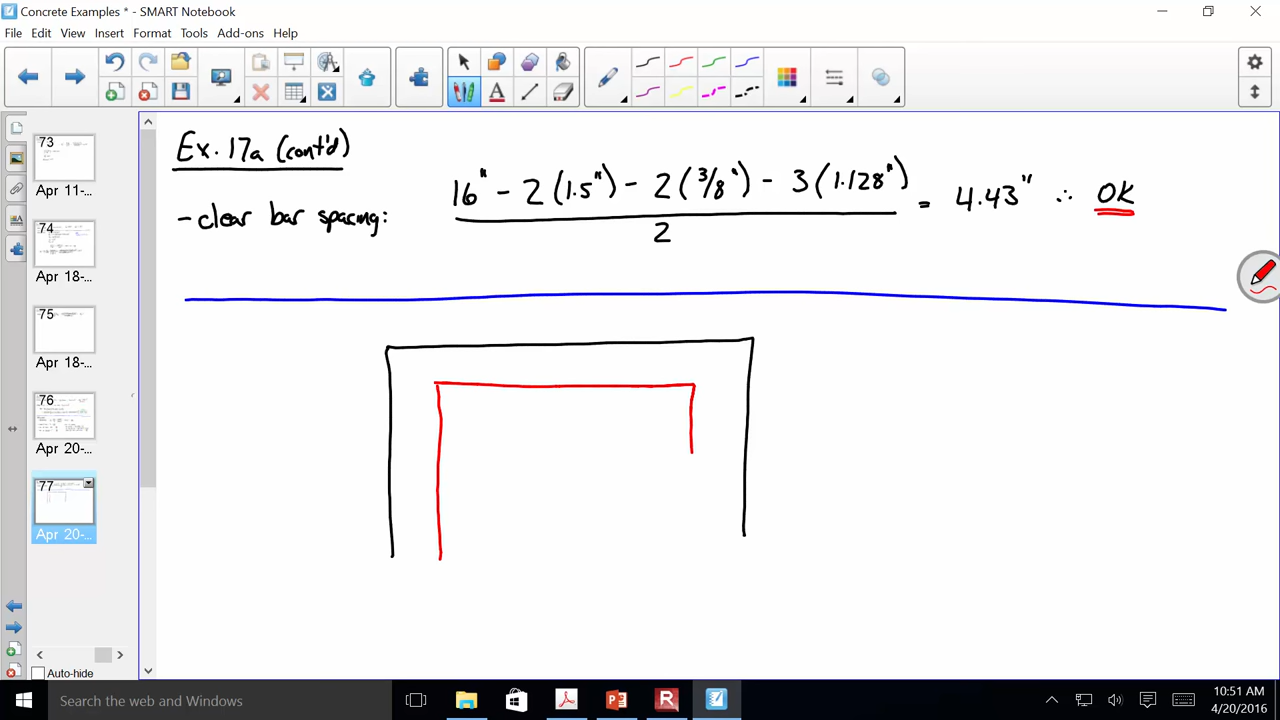 Concrete Examples * - SMART Notebook
File Edit View Insert Format Tools Add-ons Help
73
Apr 11-...
74
Apr 18-...
75
Apr 18-...
76
Apr 20-...
77
Apr 20-...
Auto-hide
Ex. 17a (cont'd)
- clear bar spacing:
16" - 2 (1.5") - 2 (3/8") - 3 (1.128")
2
= 4.43" ∴ OK
Search the web and Windows
10:51 AM
4/20/2016